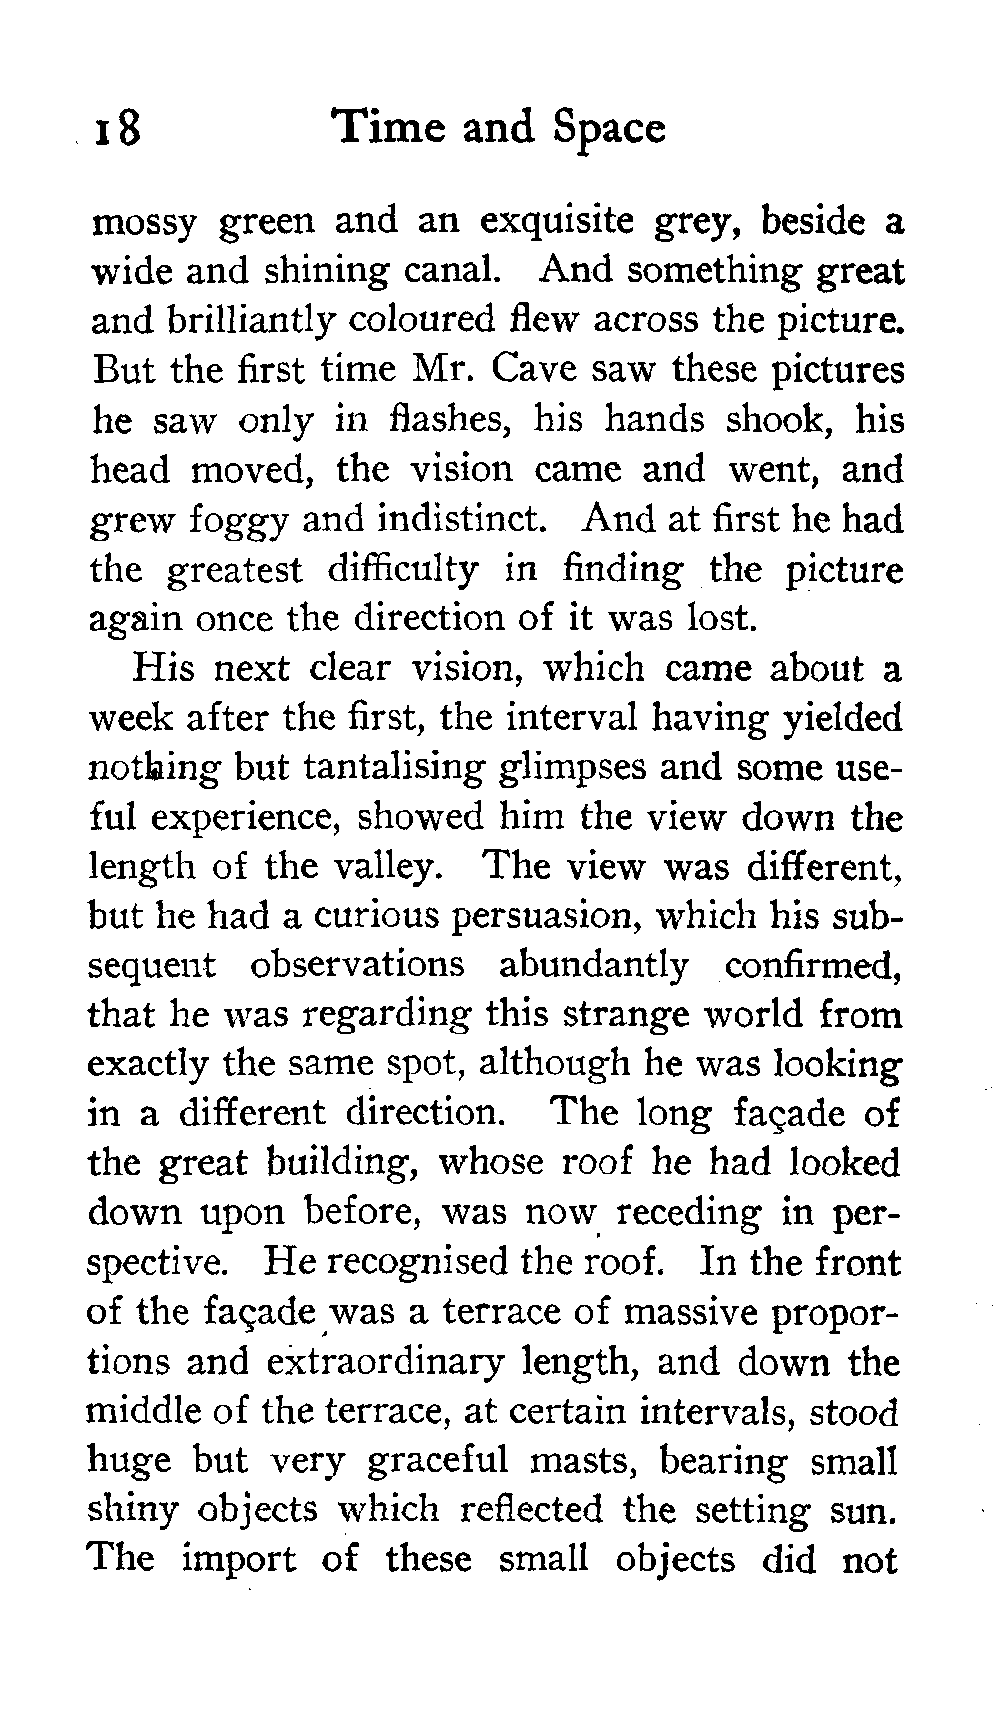 18 Time and Space
mossy green and an exquisite grey, beside a
wide and shining canal. And something great
and brilliantly coloured flew across the picture.
But the first time Mr. Cave saw these pictures
he saw only in flashes, his hands shook, his
head moved, the vision came and went, and
grew foggy and indistinct. And at first he had
the greatest difficulty in finding the picture
again once the direction of it was lost.
His next clear vision, which came about a
week after the first, the interval having yielded
nothing but tantalising glimpses and some use-
ful experience, showed him the view down the
length of the valley. The view was different,
but he had a curious persuasion, which his sub-
sequent observations abundantly confirmed,
that he was regarding this strange world from
exactly the same spot, although he was looking
in a different direction. The long façade of
the great building, whose roof he had looked
down upon before, was now receding in per-
spective. He recognised the roof. In the front
of the façade was a terrace of massive propor-
tions and extraordinary length, and down the
middle of the terrace, at certain intervals, stood
huge but very graceful masts, bearing small
shiny objects which reflected the setting sun.
The import of these small objects did not